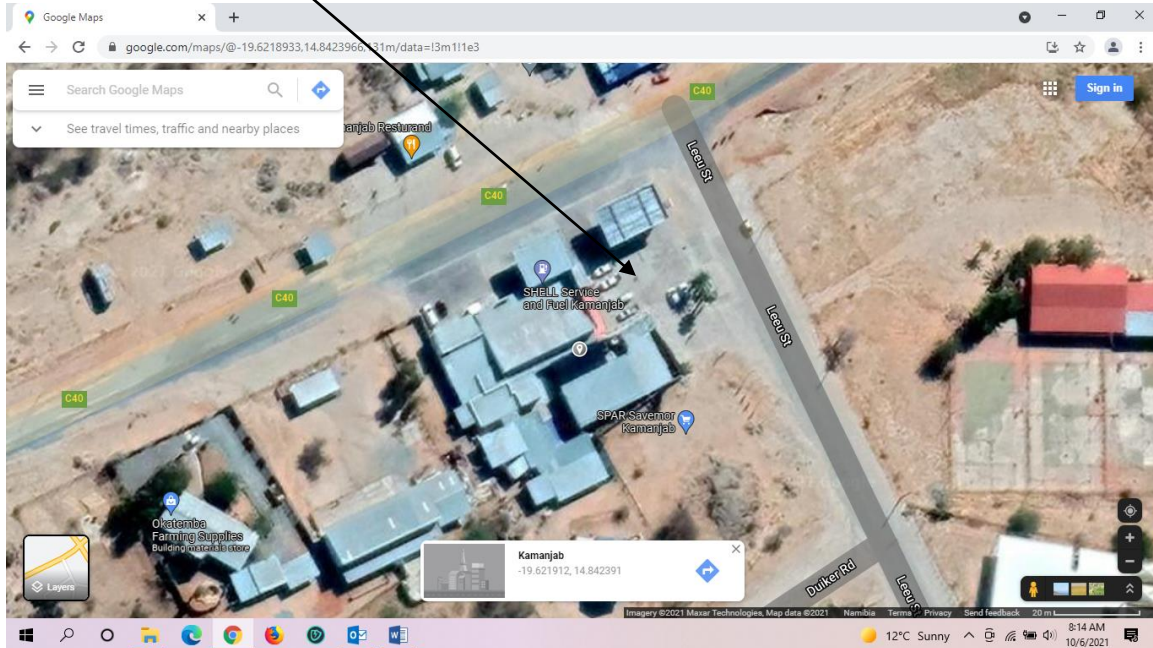 Google Maps
google.com/maps/@-19.6218933,14.8423966,131m/data=!3m1!1e3
Search Google Maps
See travel times, traffic and nearby places
Sign in
C40
Leeu St
anjab Resturand
C40
SHELL Service
and Fuel Kamanjab
C40
Leeu St
C40
SPAR Savemor
Kamanjab
Okatemba
Farming Supplies
Building materials store
Kamanjab
-19.621912, 14.842391
Duiker Rd
Leeu S
Layers
Imagery ©2021 Maxar Technologies, Map data ©2021 Namibia Terms Privacy Send feedback 20 m
12°C Sunny
8:14 AM
10/6/2021